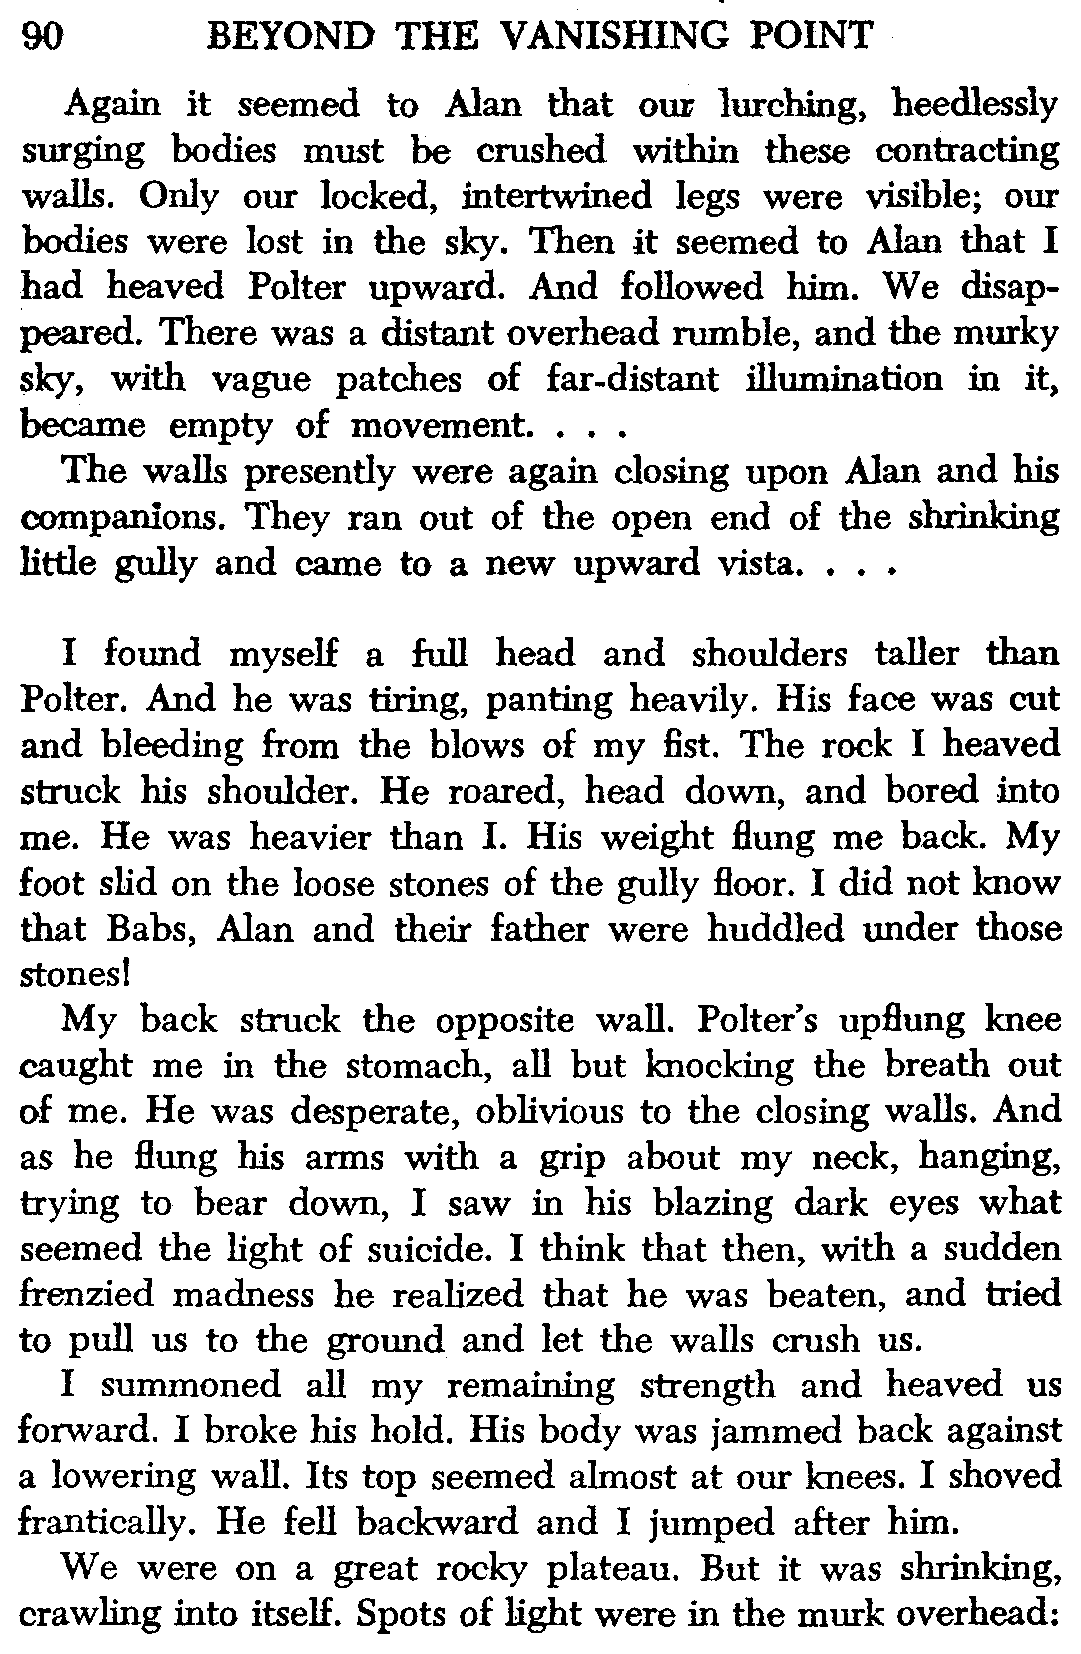 90 BEYOND THE VANISHING POINT
Again it seemed to Alan that our lurching, heedlessly
surging bodies must be crushed within these contracting
walls. Only our locked, intertwined legs were visible; our
bodies were lost in the sky. Then it seemed to Alan that I
had heaved Polter upward. And followed him. We disap-
peared. There was a distant overhead rumble, and the murky
sky, with vague patches of far-distant illumination in it,
became empty of movement. . . .
The walls presently were again closing upon Alan and his
companions. They ran out of the open end of the shrinking
little gully and came to a new upward vista. . . .
I found myself a full head and shoulders taller than
Polter. And he was tiring, panting heavily. His face was cut
and bleeding from the blows of my fist. The rock I heaved
struck his shoulder. He roared, head down, and bored into
me. He was heavier than I. His weight flung me back. My
foot slid on the loose stones of the gully floor. I did not know
that Babs, Alan and their father were huddled under those
stones!
My back struck the opposite wall. Polter's upflung knee
caught me in the stomach, all but knocking the breath out
of me. He was desperate, oblivious to the closing walls. And
as he flung his arms with a grip about my neck, hanging,
trying to bear down, I saw in his blazing dark eyes what
seemed the light of suicide. I think that then, with a sudden
frenzied madness he realized that he was beaten, and tried
to pull us to the ground and let the walls crush us.
I summoned all my remaining strength and heaved us
forward. I broke his hold. His body was jammed back against
a lowering wall. Its top seemed almost at our knees. I shoved
frantically. He fell backward and I jumped after him.
We were on a great rocky plateau. But it was shrinking,
crawling into itself. Spots of light were in the murk overhead: